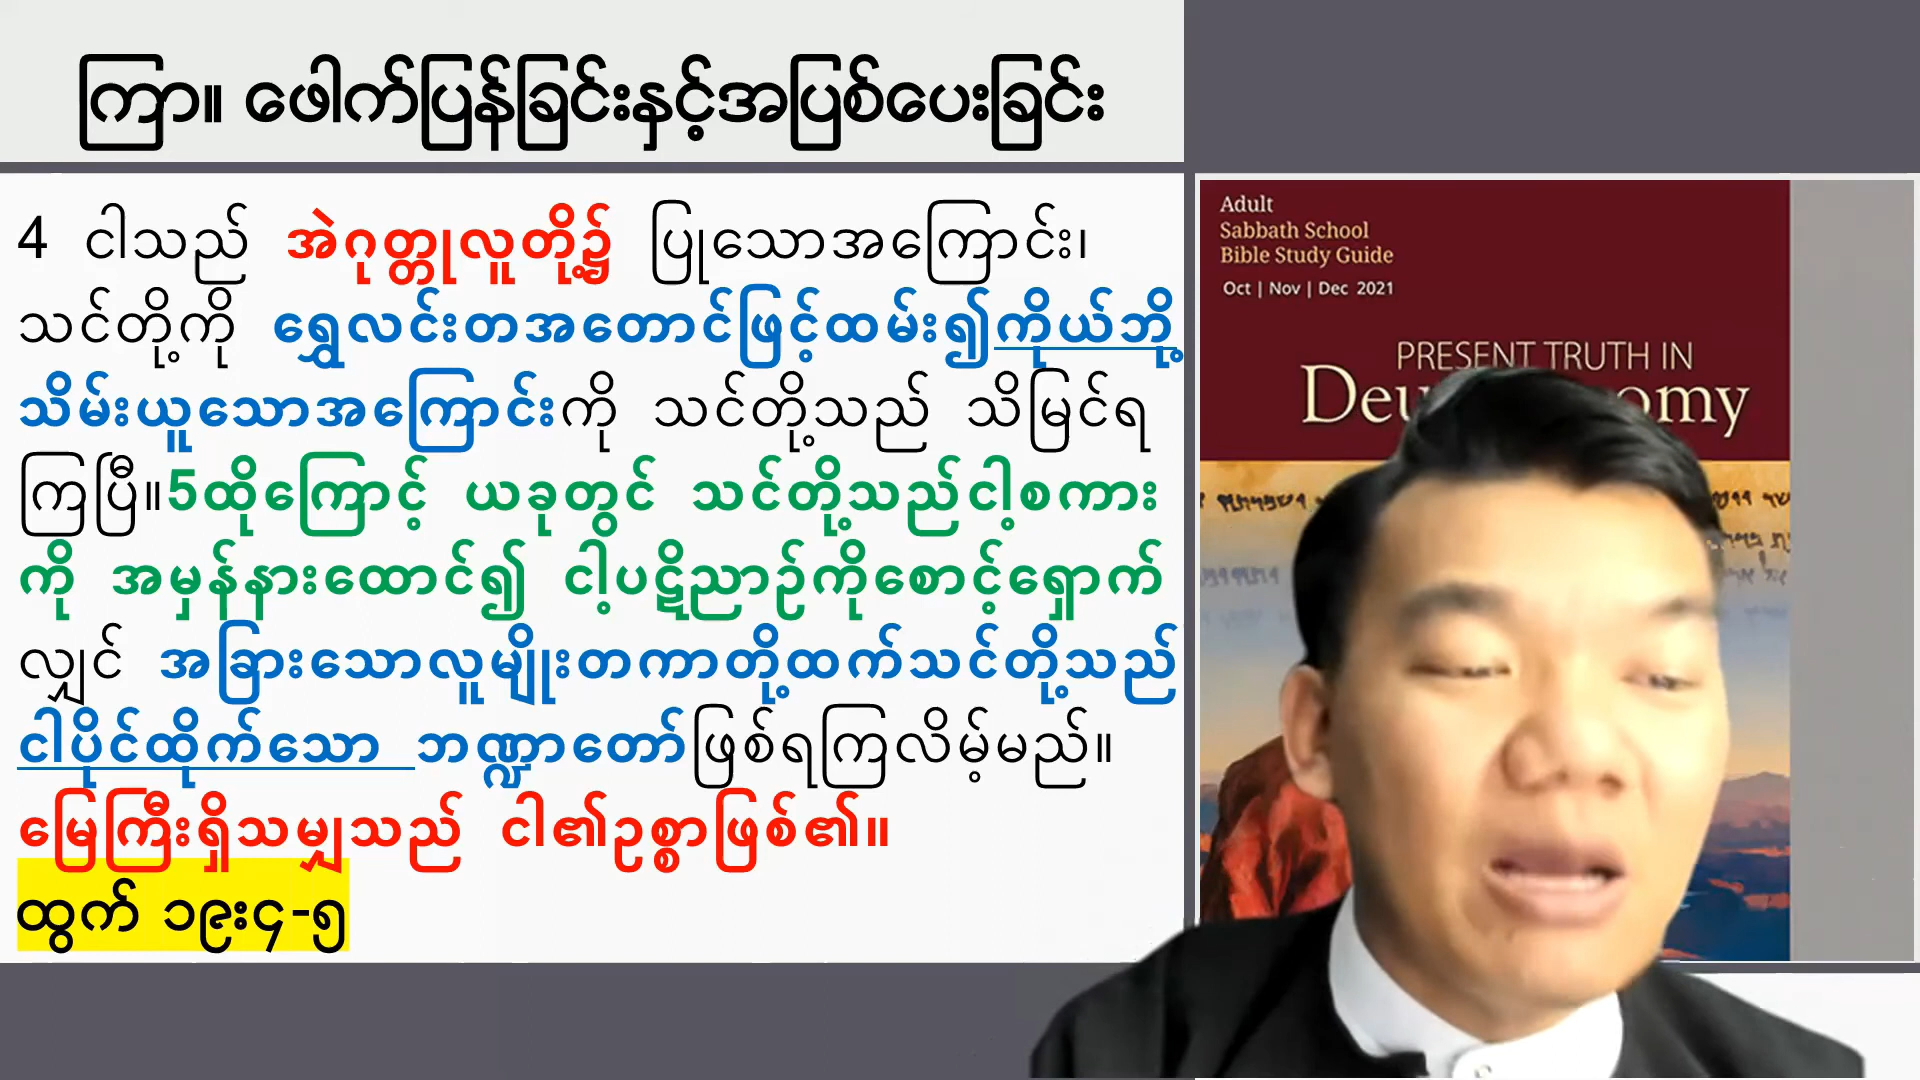 ကြာ။ ဖေါက်ပြန်ခြင်းနှင့်အပြစ်ပေးခြင်း
4 ငါသည် အဲဂုတ္တုလူတို့၌ ပြုသောအကြောင်း၊
သင်တို့ကို ရွှေလင်းတအတောင်ဖြင့်ထမ်း၍ကိုယ်ဘို့
သိမ်းယူသောအကြောင်းကို သင်တို့သည် သိမြင်ရ
ကြပြီ။5ထိုကြောင့် ယခုတွင် သင်တို့သည်ငါ့စကား
ကို အမှန်နားထောင်၍ ငါ့ပဋိညာဉ်ကိုစောင့်ရှောက်
လျှင် အခြားသောလူမျိုးတကာတို့ထက်သင်တို့သည်
ငါပိုင်ထိုက်သော ဘဏ္ဍာတော်ဖြစ်ရကြလိမ့်မည်။
မြေကြီးရှိသမျှသည် ငါ၏ဥစ္စာဖြစ်၏။
ထွက် ၁၉း၄-၅
Adult
Sabbath School
Bible Study Guide
Oct | Nov | Dec 2021
PRESENT TRUTH IN